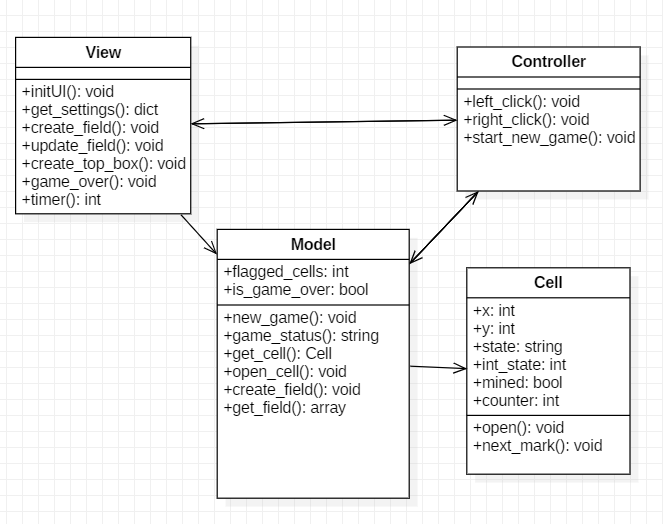 View
+initUI(): void
+get_settings(): dict
+create_field(): void
+update_field(): void
+create_top_box(): void
+game_over(): void
+timer(): int
Controller
+left_click(): void
+right_click(): void
+start_new_game(): void
Model
+flagged_cells: int
+is_game_over: bool
+new_game(): void
+game_status(): string
+get_cell(): Cell
+open_cell(): void
+create_field(): void
+get_field(): array
Cell
+x: int
+y: int
+state: string
+int_state: int
+mined: bool
+counter: int
+open(): void
+next_mark(): void